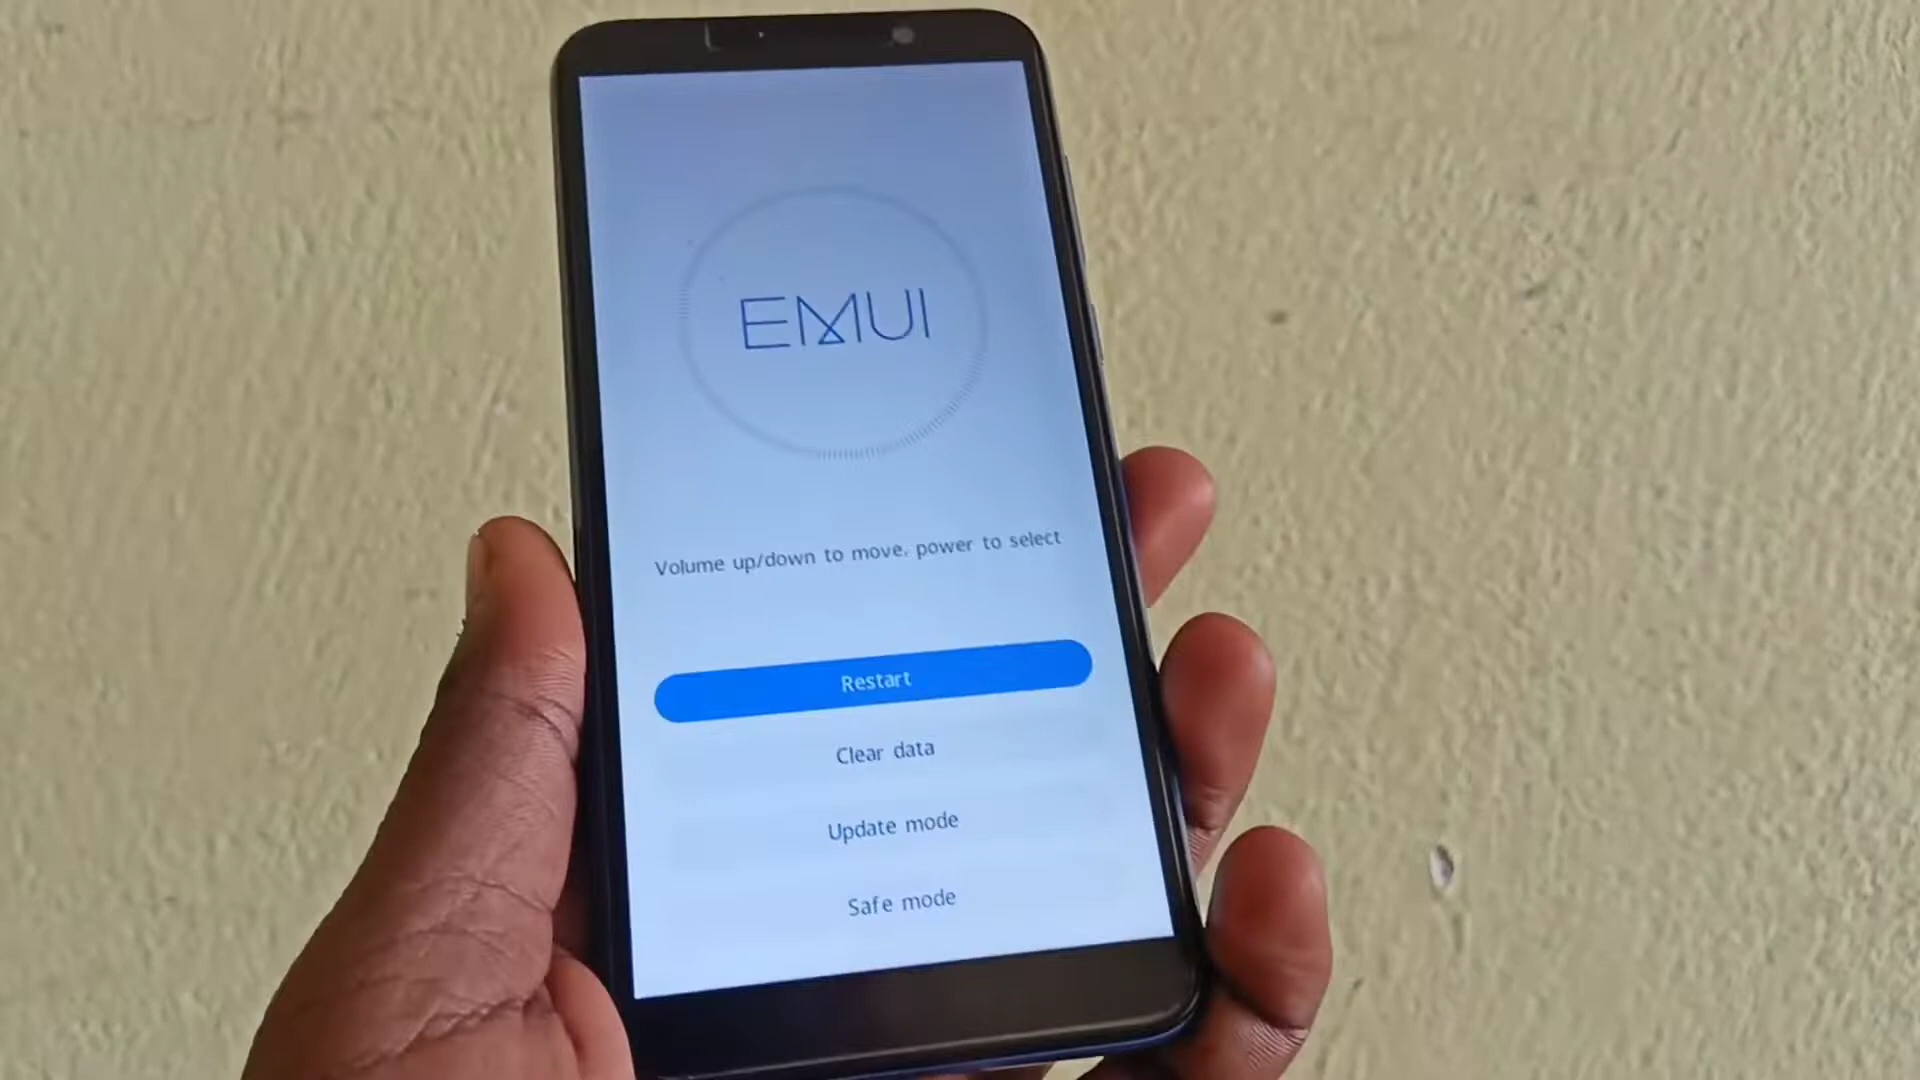 EMUI
Volume up/down to move, power to select
Restart
Clear data
Update mode
Safe mode